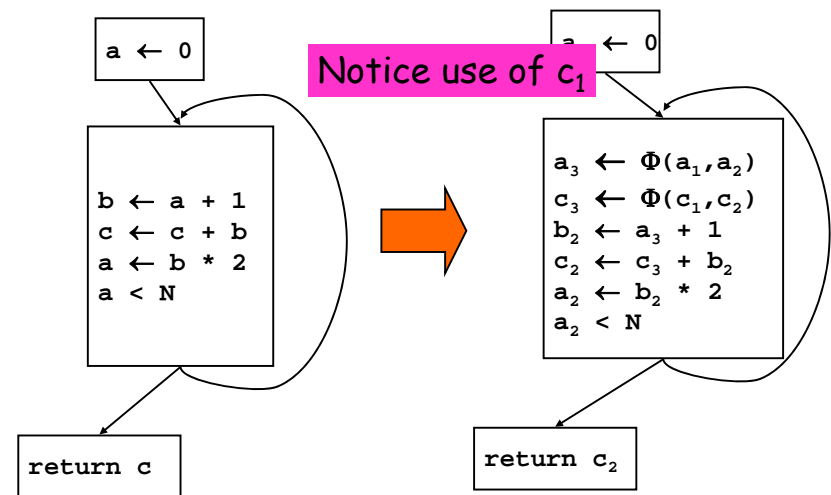 a ← 0
b ← a + 1
c ← c + b
a ← b * 2
a < N
return c
Notice use of c₁
← 0
a₃ ← Φ(a₁,a₂)
c₃ ← Φ(c₁,c₂)
b₂ ← a₃ + 1
c₂ ← c₃ + b₂
a₂ ← b₂ * 2
a₂ < N
return c₂